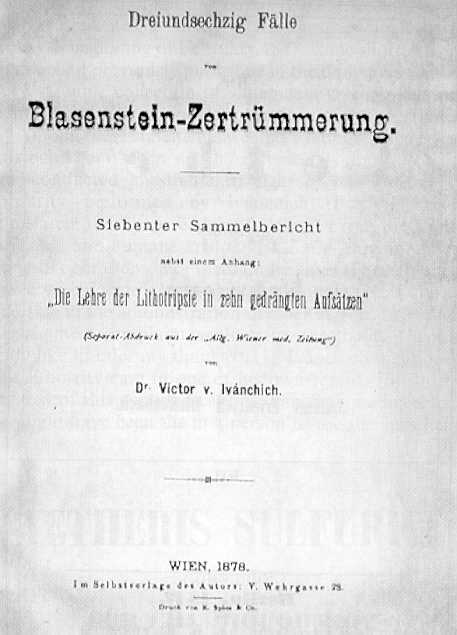 Dreiundsechzig Fälle
von
Blasenstein-Zertrümmerung.
Siebenter Sammelbericht
nebst einem Anhang:
„Die Lehre der Lithotripsie in zehn gedrängten Aufsätzen“
(Separat-Abdruck aus der „Allg. Wiener med. Zeitung“)
von
Dr. Victor v. Ivánchich.
WIEN, 1878.
Im Selbstverlage des Autors: V. Wehrgasse 28.
Druck von & Co.